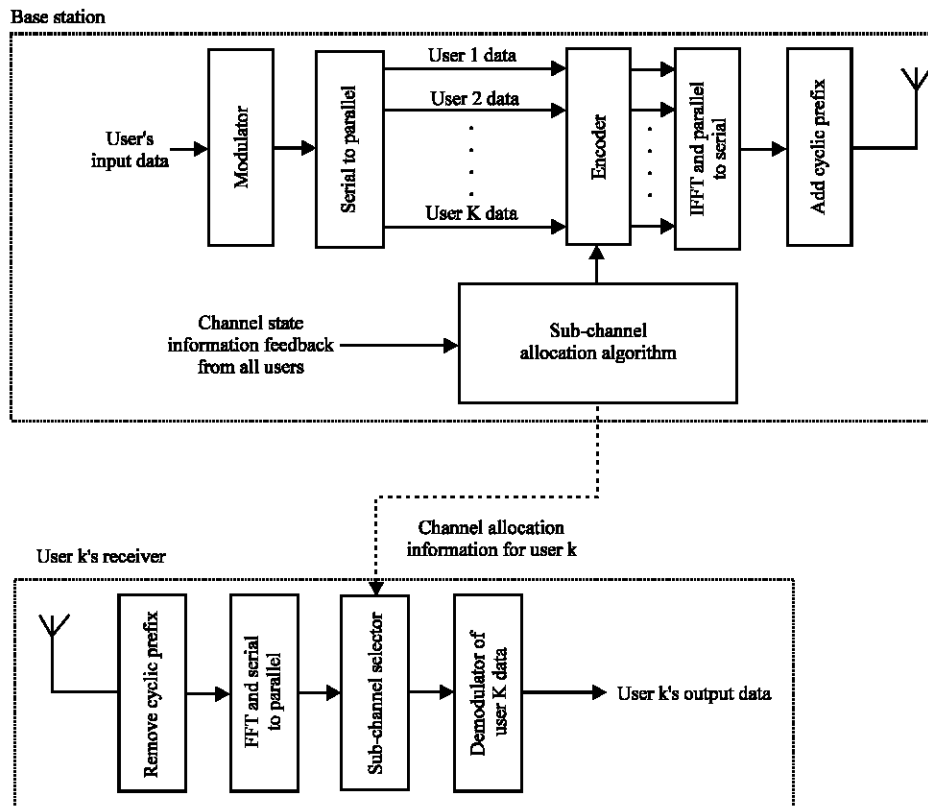 Base station
User's
input data
Modulator
Serial to parallel
User 1 data
User 2 data
User K data
Encoder
IFFT and parallel
to serial
Add cyclic prefix
Channel state
information feedback
from all users
Sub-channel
allocation algorithm
Channel allocation
information for user k
User k's receiver
Remove cyclic prefix
FFT and serial
to parallel
Sub-channel selector
Demodulator of
user K data
User k's output data